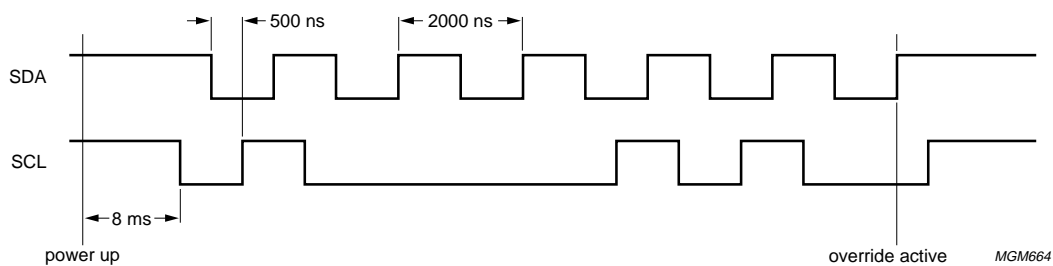 500 ns
2000 ns
SDA
SCL
8 ms
power up
override active
MGM664